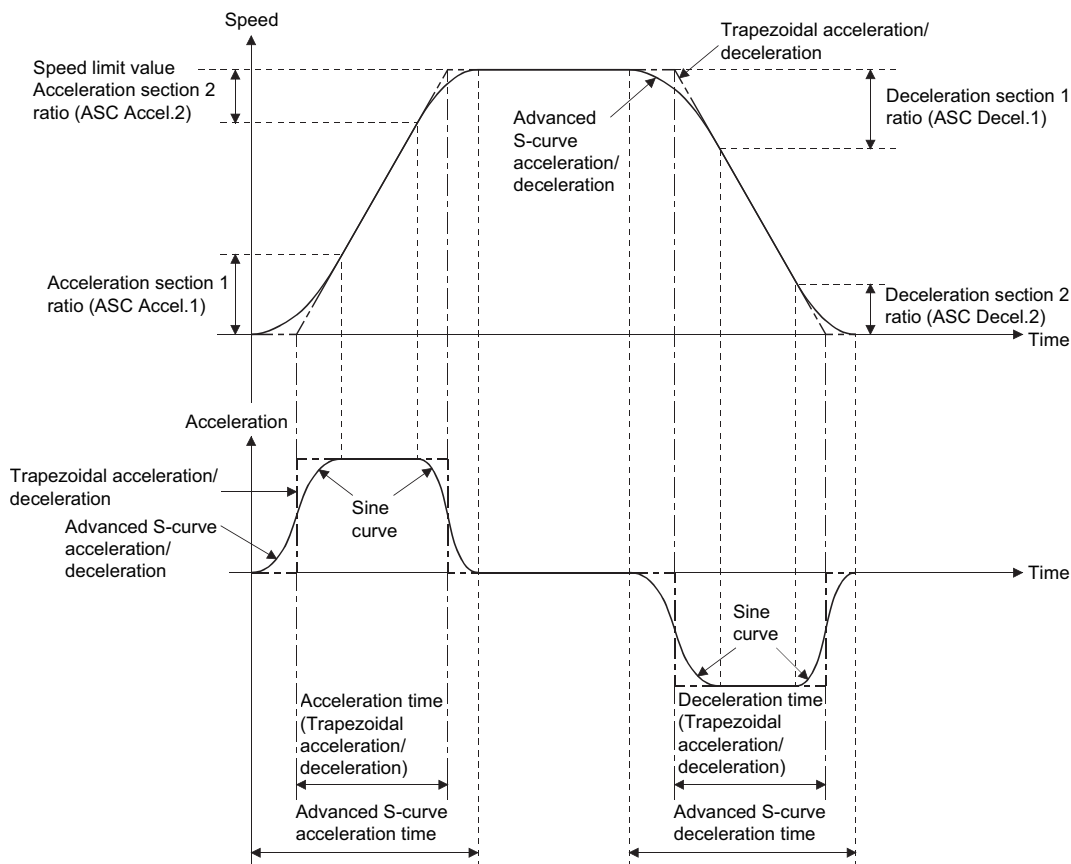 Speed
Trapezoidal acceleration/
deceleration
Speed limit value
Acceleration section 2
ratio (ASC Accel.2)
Deceleration section 1
ratio (ASC Decel.1)
Advanced
S-curve
acceleration/
deceleration
Acceleration section 1
ratio (ASC Accel.1)
Deceleration section 2
ratio (ASC Decel.2)
Time
Acceleration
Trapezoidal acceleration/
deceleration
Sine
curve
Advanced S-curve
acceleration/
deceleration
Time
Sine
curve
Acceleration time
(Trapezoidal
acceleration/
deceleration)
Deceleration time
(Trapezoidal
acceleration/
deceleration)
Advanced S-curve
acceleration time
Advanced S-curve
deceleration time